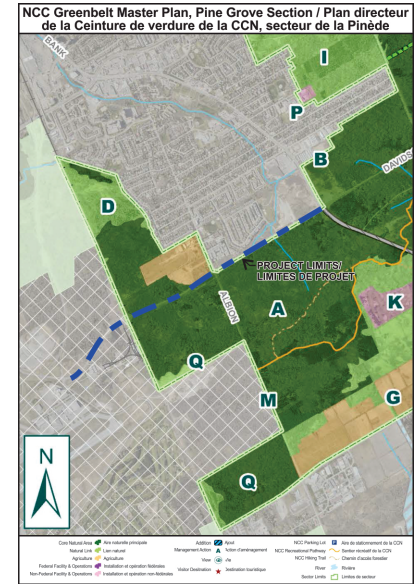 NCC Greenbelt Master Plan, Pine Grove Section / Plan directeur
de la Ceinture de verdure de la CCN, secteur de la Pinède
BANK
I
P
B
DAVIDS
D
PROJECT LIMITS/
LIMITES DE PROJET
ALBION
A
K
Q
M
G
Q
N
Core Natural Area Aire naturelle principale
Natural Link Lien naturel
Agriculture Agriculture
Federal Facility & Operations Installation et opération fédérales
Non-Federal Facility & Operations Installation et opération non-fédérales
Addition Ajout
Management Action A Action d'aménagement
View Vue
Visitor Destination Destination touristique
NCC Parking Lot P Aire de stationnement de la CCN
NCC Recreational Pathway Sentier récréatif de la CCN
NCC Hiking Trail Chemin d'accès forestier
River Rivière
Sector Limits Limites de secteur